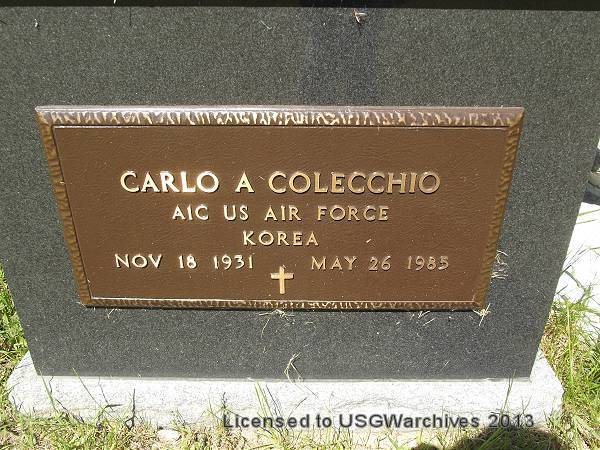 CARLO A COLECCHIO
A1C US AIR FORCE
KOREA
NOV 18 1931 MAY 26 1985
Licensed to USGWarchives 2013